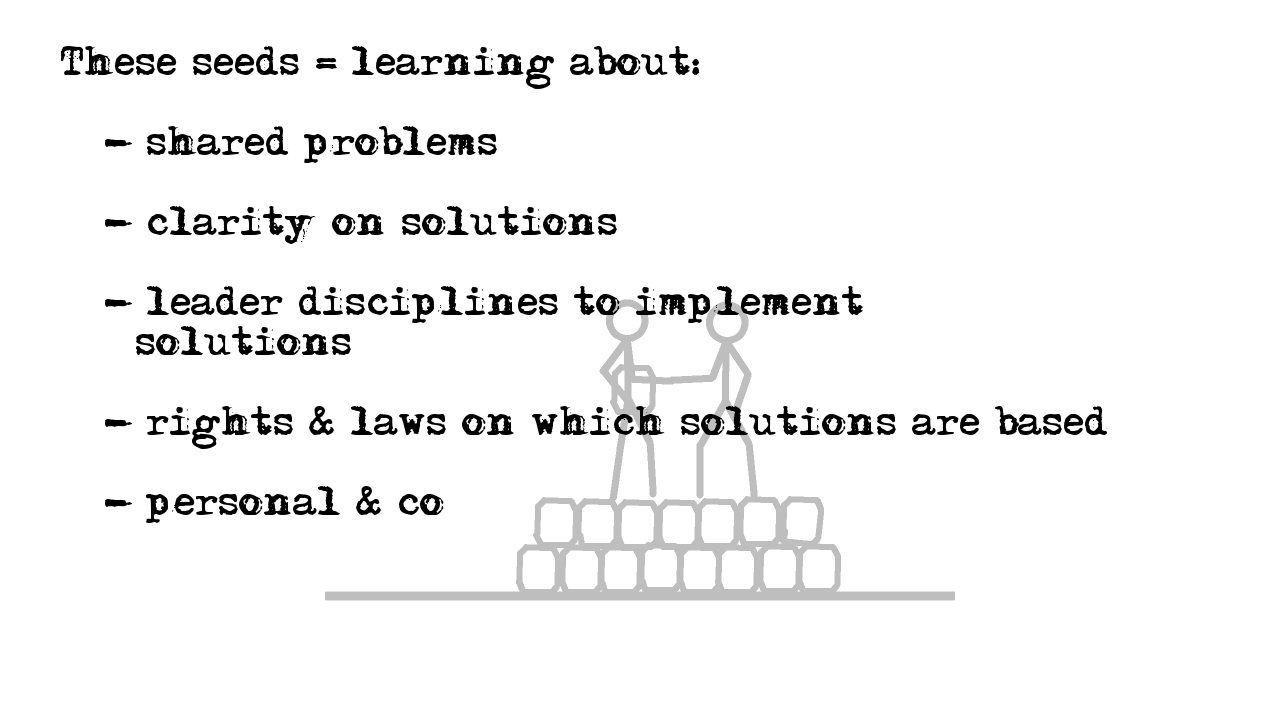 These seeds = learning about:
- shared problems
- clarity on solutions
- leader disciplines to implement
solutions
- rights & laws on which solutions are based
- personal & co